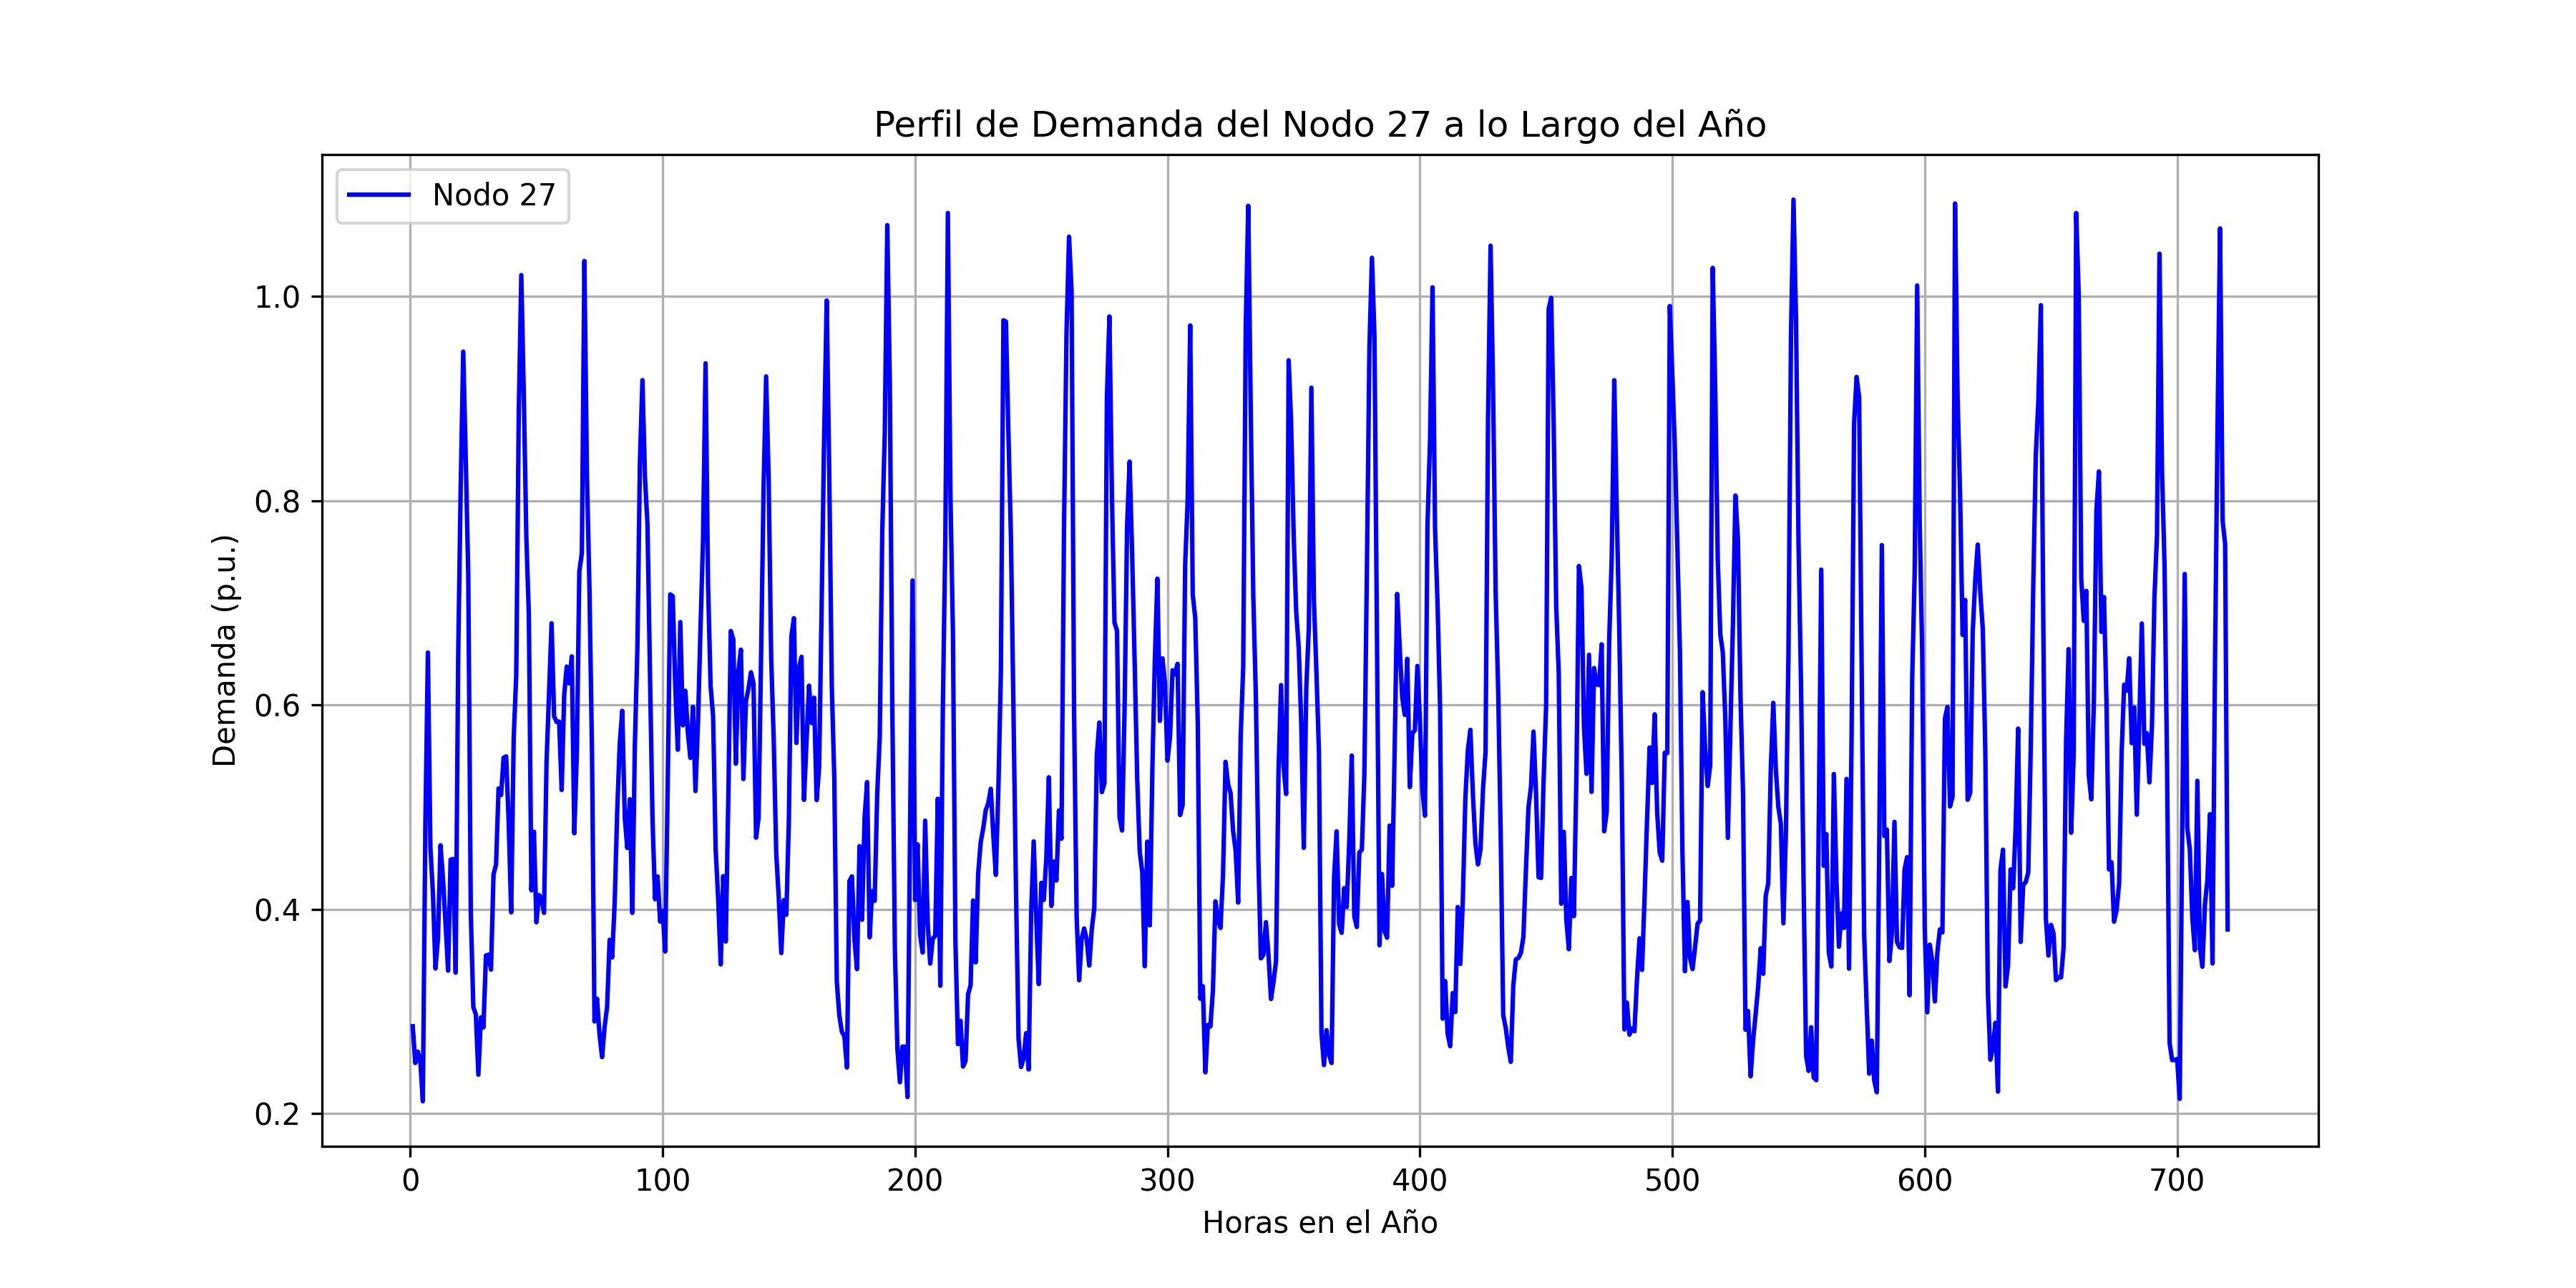 Perfil de Demanda del Nodo 27 a lo Largo del Año
Nodo 27
Demanda (p.u.)
1.0
0.8
0.6
0.4
0.2
0 100 200 300 400 500 600 700
Horas en el Año